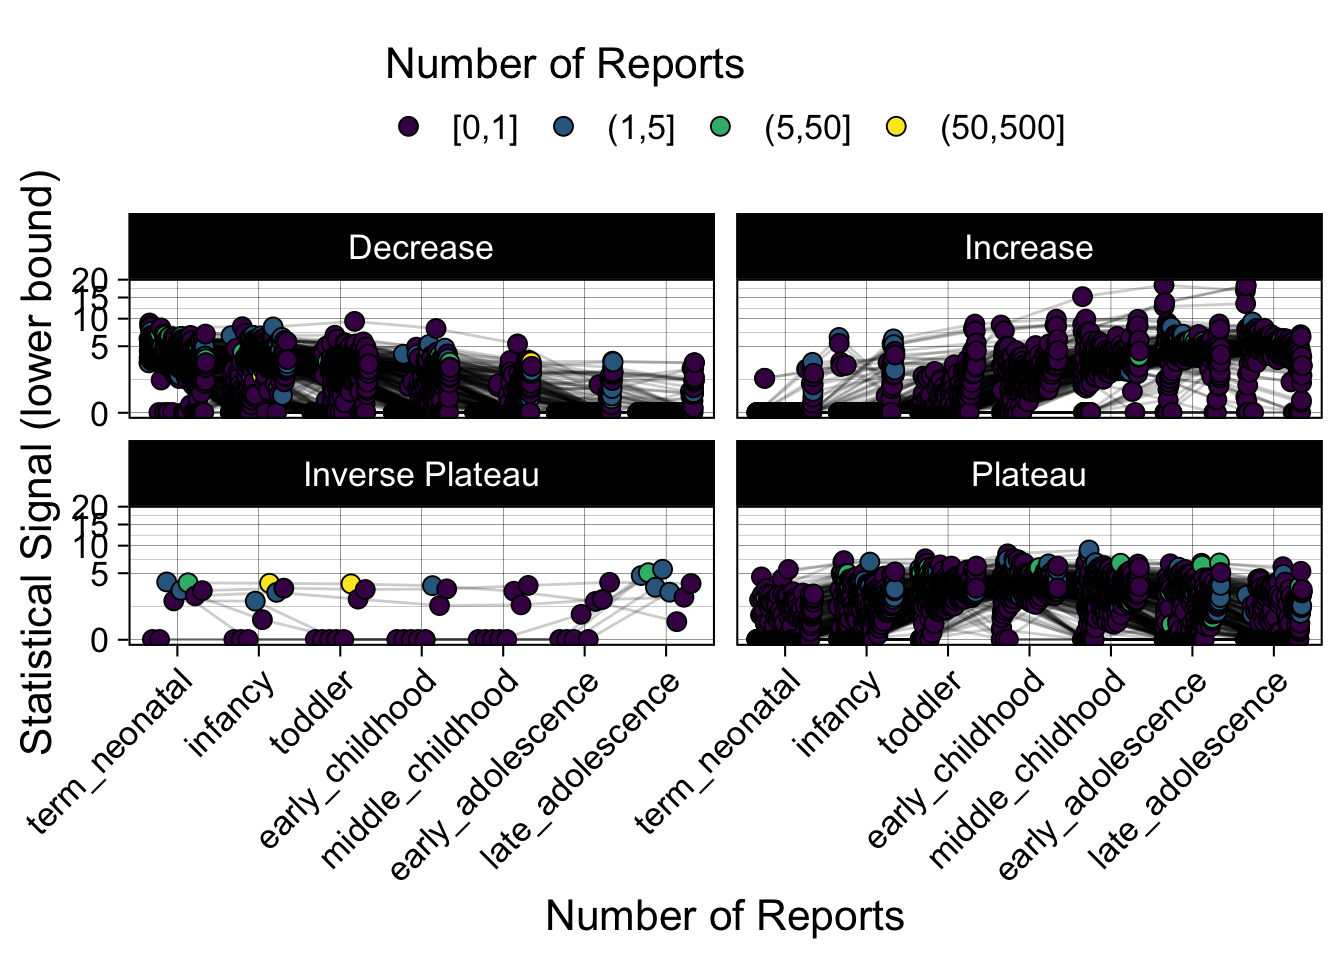 Number of Reports
[0,1] (1,5] (5,50] (50,500]
Statistical Signal (lower bound)
Decrease Increase
20
15
10
5
0
Inverse Plateau Plateau
20
15
10
5
0
term_neonatal infancy toddler early_childhood middle_childhood early_adolescence late_adolescence term_neonatal infancy toddler early_childhood middle_childhood early_adolescence late_adolescence
Number of Reports